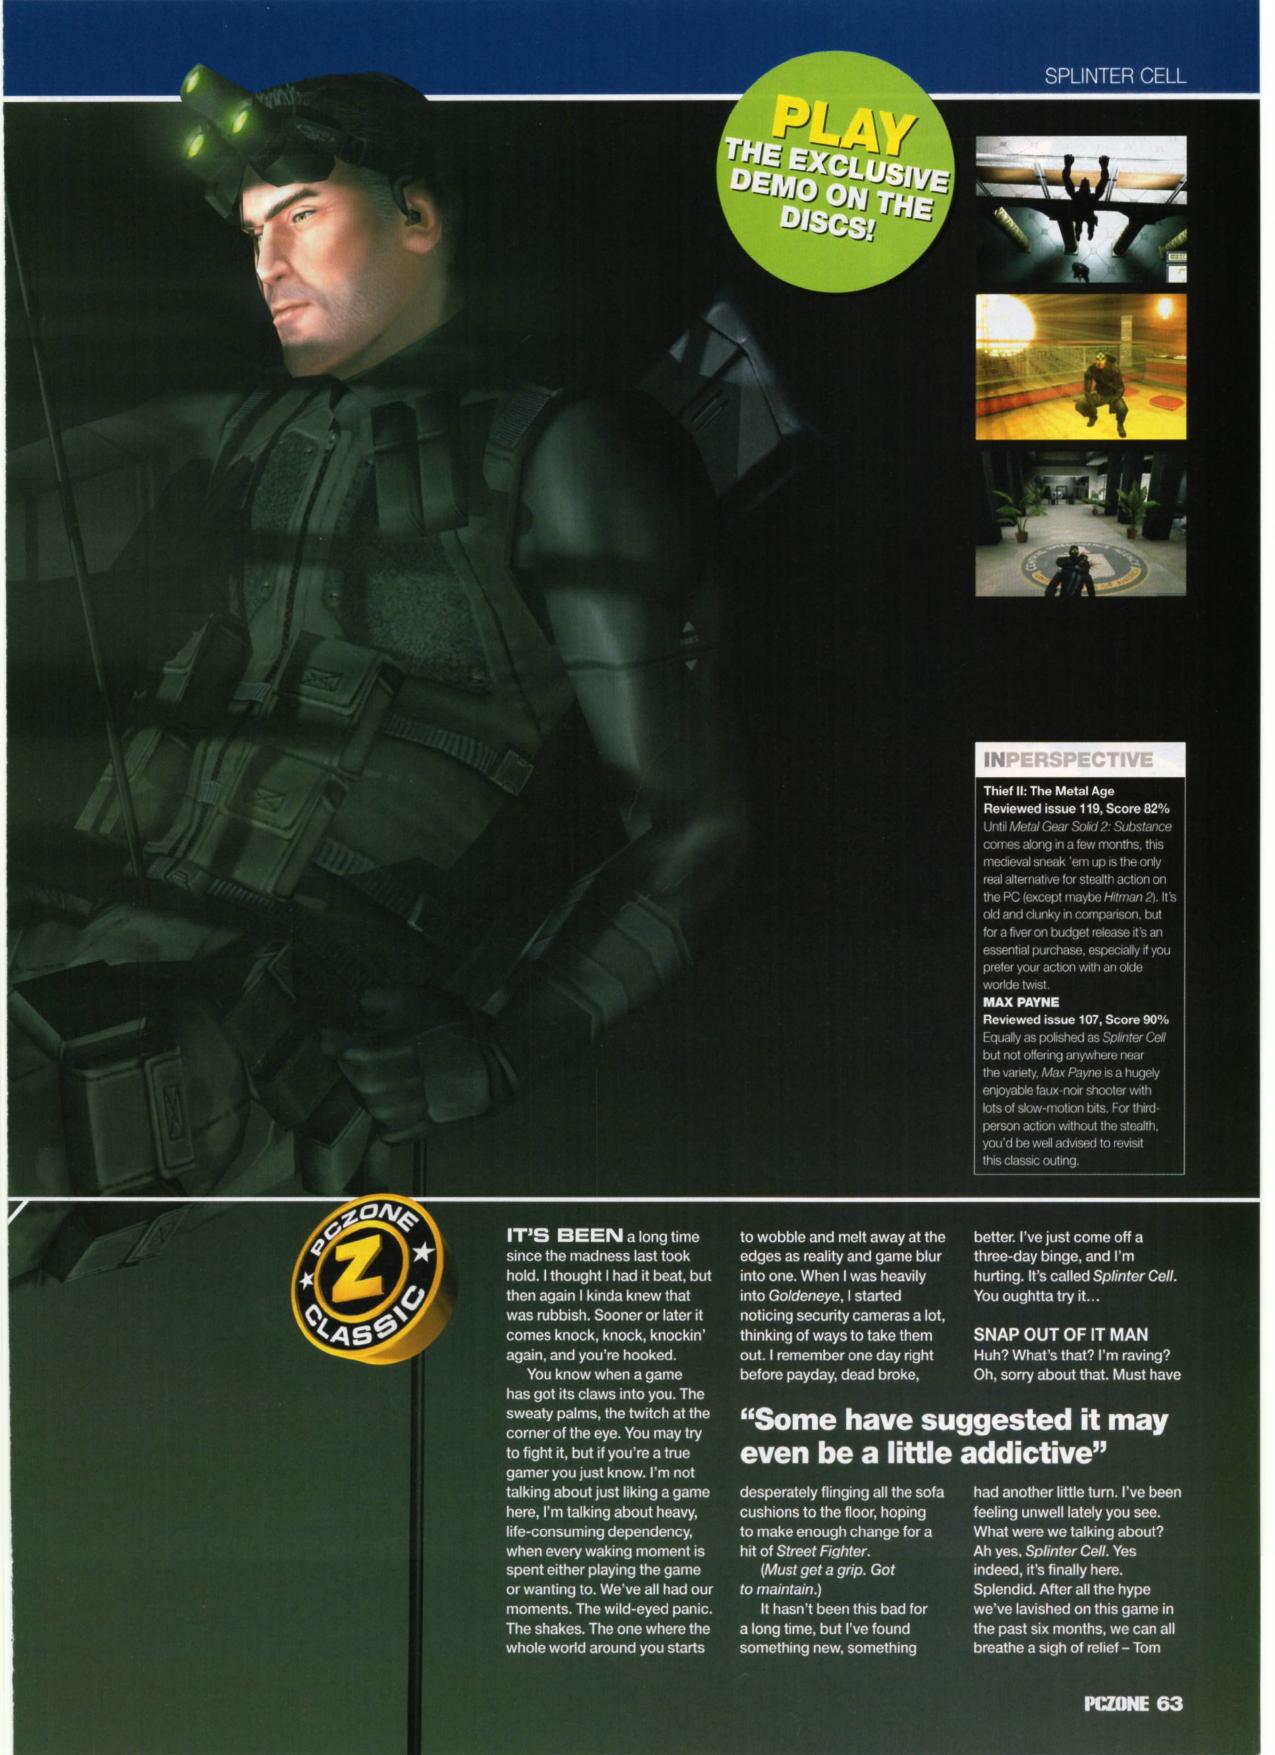 SPLINTER CELL
PLAY
THE EXCLUSIVE
DEMO ON THE
DISCS!
INPERSPECTIVE
Thief II: The Metal Age
Reviewed issue 119, Score 82%
Until Metal Gear Solid 2: Substance
comes along in a few months, this
medieval sneak 'em up is the only
real alternative for stealth action on
the PC (except maybe Hitman 2). It's
old and clunky in comparison, but
for a fiver on budget release it's an
essential purchase, especially if you
prefer your action with an olde
worlde twist.
MAX PAYNE
Reviewed issue 107, Score 90%
Equally as polished as Splinter Cell
but not offering anywhere near
the variety, Max Payne is a hugely
enjoyable faux-noir shooter with
lots of slow-motion bits. For third-
person action without the stealth,
you'd be well advised to revisit
this classic outing.
PCZONE
Z
CLASSIC
IT'S BEEN a long time
since the madness last took
hold. I thought I had it beat, but
then again I kinda knew that
was rubbish. Sooner or later it
comes knock, knock, knockin'
again, and you're hooked.
You know when a game
has got its claws into you. The
sweaty palms, the twitch at the
corner of the eye. You may try
to fight it, but if you're a true
gamer you just know. I'm not
talking about just liking a game
here, I'm talking about heavy,
life-consuming dependency,
when every waking moment is
spent either playing the game
or wanting to. We've all had our
moments. The wild-eyed panic.
The shakes. The one where the
whole world around you starts
to wobble and melt away at the
edges as reality and game blur
into one. When I was heavily
into Goldeneye, I started
noticing security cameras a lot,
thinking of ways to take them
out. I remember one day right
before payday, dead broke,
desperately flinging all the sofa
cushions to the floor, hoping
to make enough change for a
hit of Street Fighter.
(Must get a grip. Got
to maintain.)
It hasn't been this bad for
a long time, but I've found
something new, something
better. I've just come off a
three-day binge, and I'm
hurting. It's called Splinter Cell.
You oughtta try it...
SNAP OUT OF IT MAN
Huh? What's that? I'm raving?
Oh, sorry about that. Must have
"Some have suggested it may
even be a little addictive"
had another little turn. I've been
feeling unwell lately you see.
What were we talking about?
Ah yes, Splinter Cell. Yes
indeed, it's finally here.
Splendid. After all the hype
we've lavished on this game in
the past six months, we can all
breathe a sigh of relief – Tom
PCZONE 63